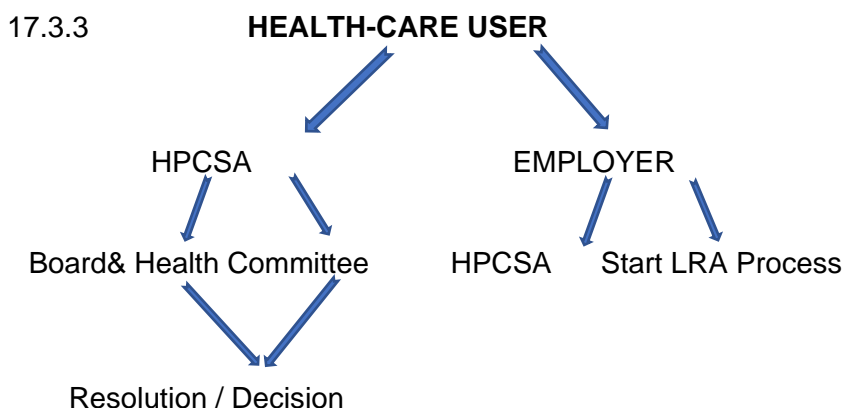 17.3.3 HEALTH-CARE USER
HPCSA EMPLOYER
Board& Health Committee HPCSA Start LRA Process
Resolution / Decision